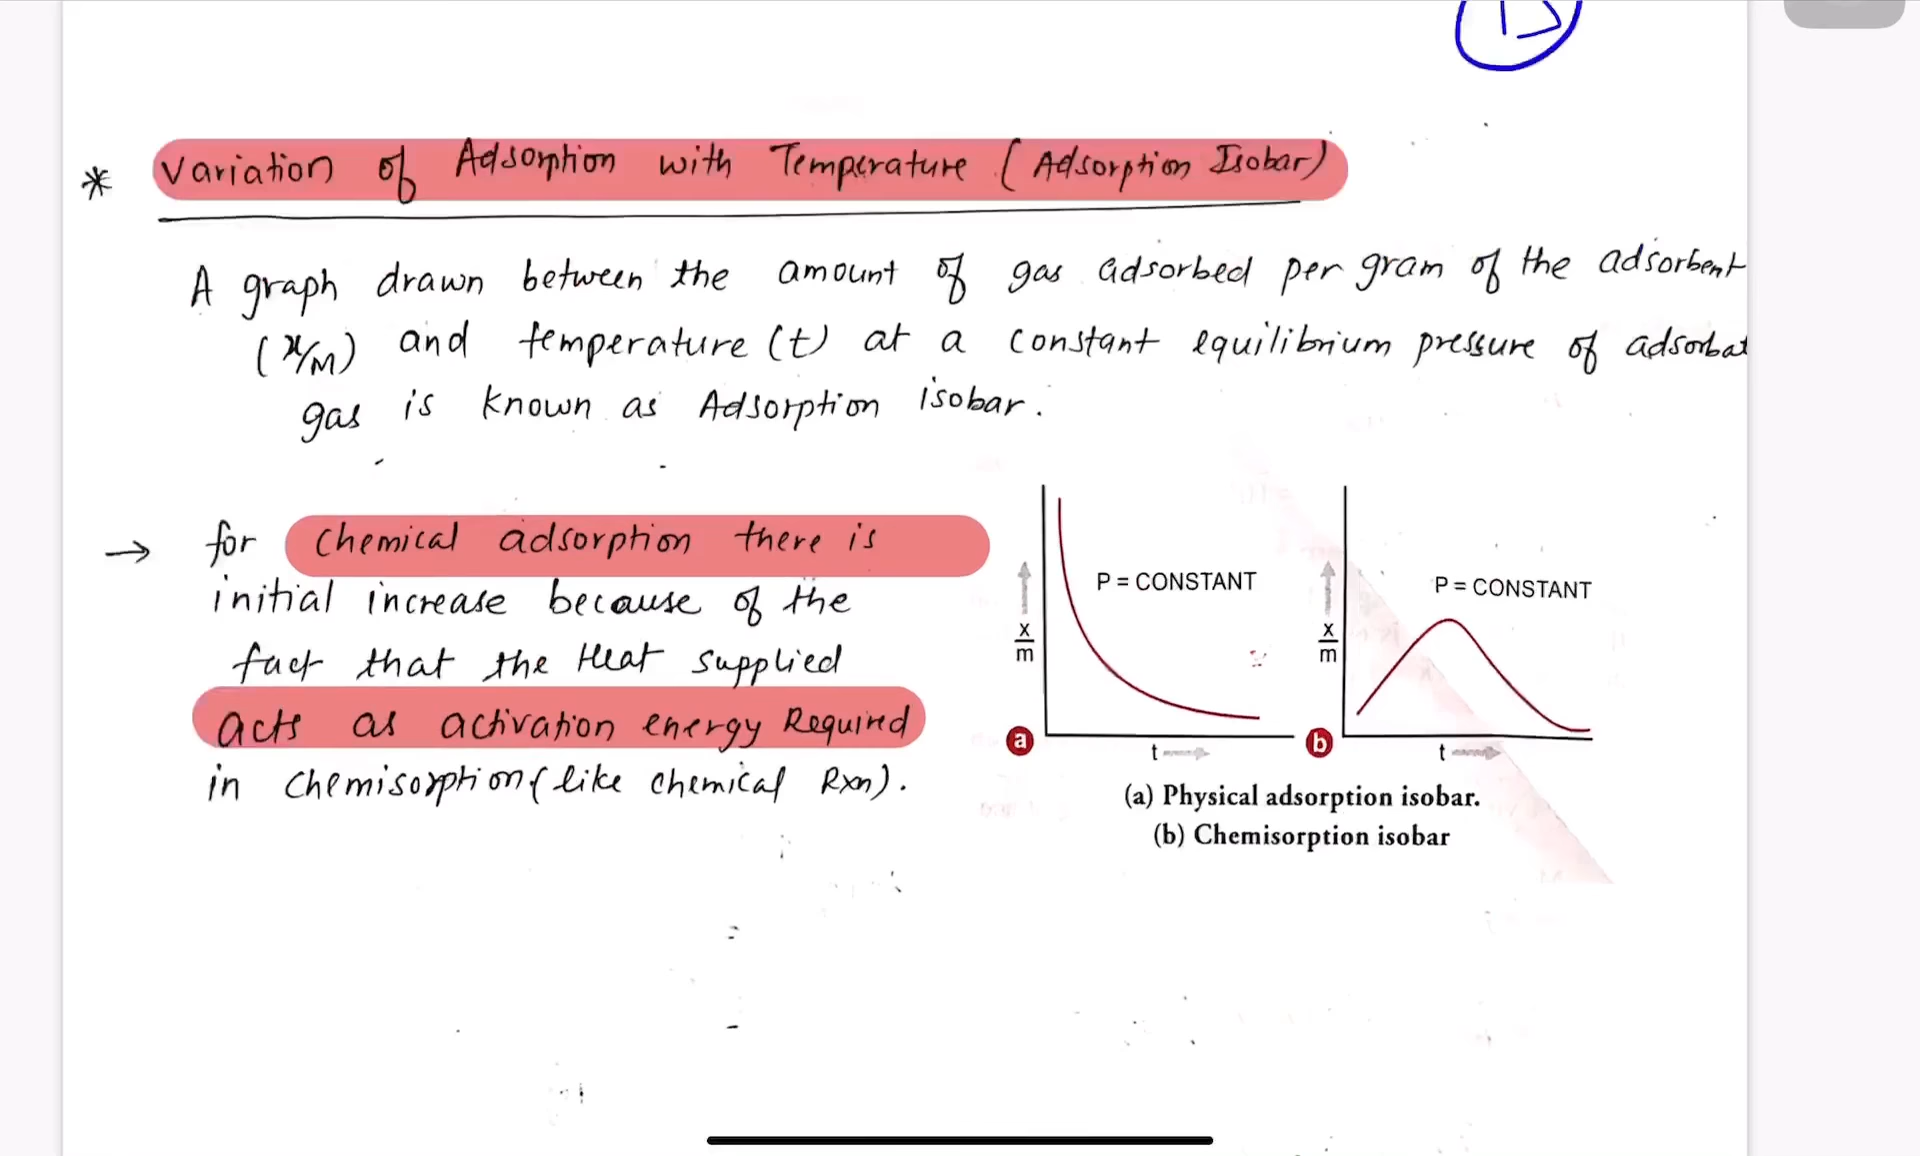 * Variation of Adsorption with Temperature (Adsorption Isobar)
A graph drawn between the amount of gas adsorbed per gram of the adsorbent
(x/M) and temperature (t) at a constant equilibrium pressure of adsorbat
gas is known as Adsorption isobar.
→ for chemical adsorption there is
initial increase because of the
fact that the Heat supplied
acts as activation energy Required
in chemisorption (like chemical Rxn).
P = CONSTANT
x/m
a
t
P = CONSTANT
x/m
b
t
(a) Physical adsorption isobar.
(b) Chemisorption isobar